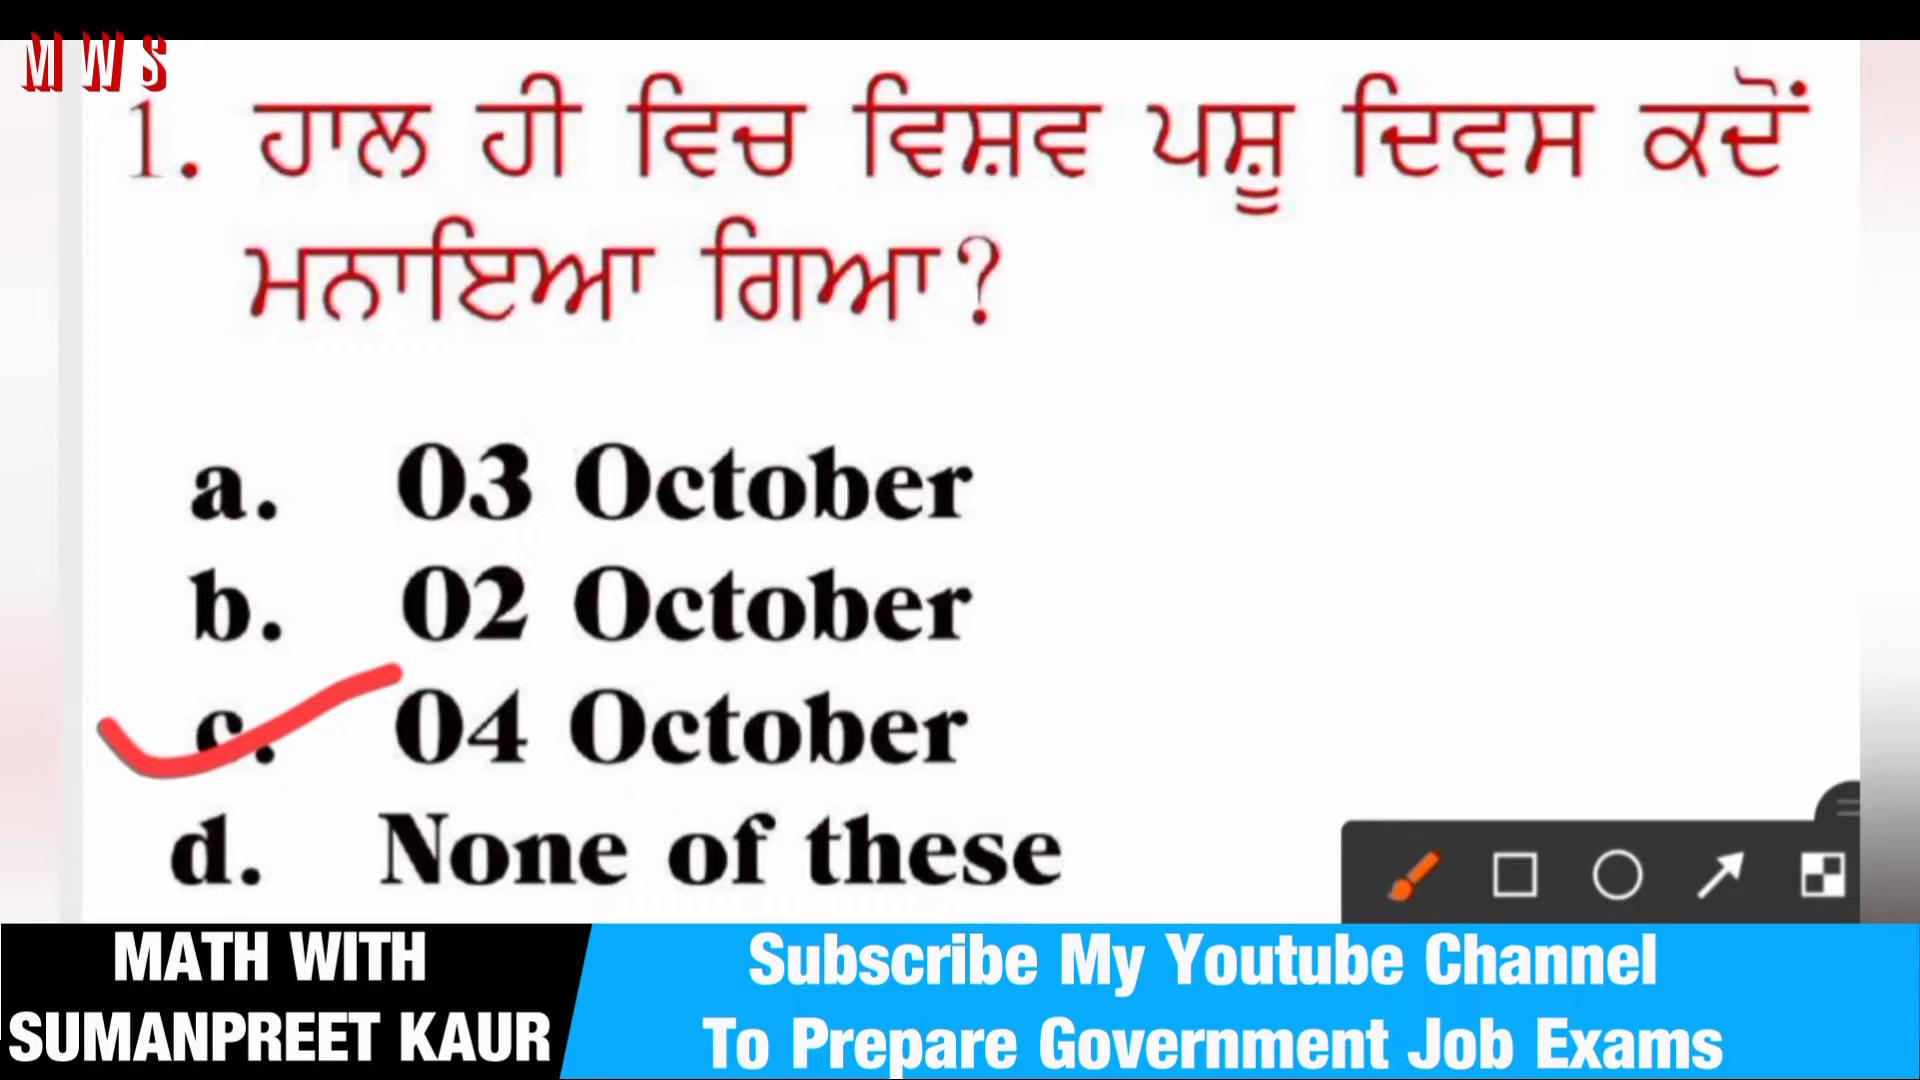 MWS
1. ਹਾਲ ਹੀ ਵਿਚ ਵਿਸ਼ਵ ਪਸ਼ੂ ਦਿਵਸ ਕਦੋਂ
ਮਨਾਇਆ ਗਿਆ?
a. 03 October
b. 02 October
c. 04 October
d. None of these
MATH WITH
SUMANPREET KAUR
Subscribe My Youtube Channel
To Prepare Government Job Exams